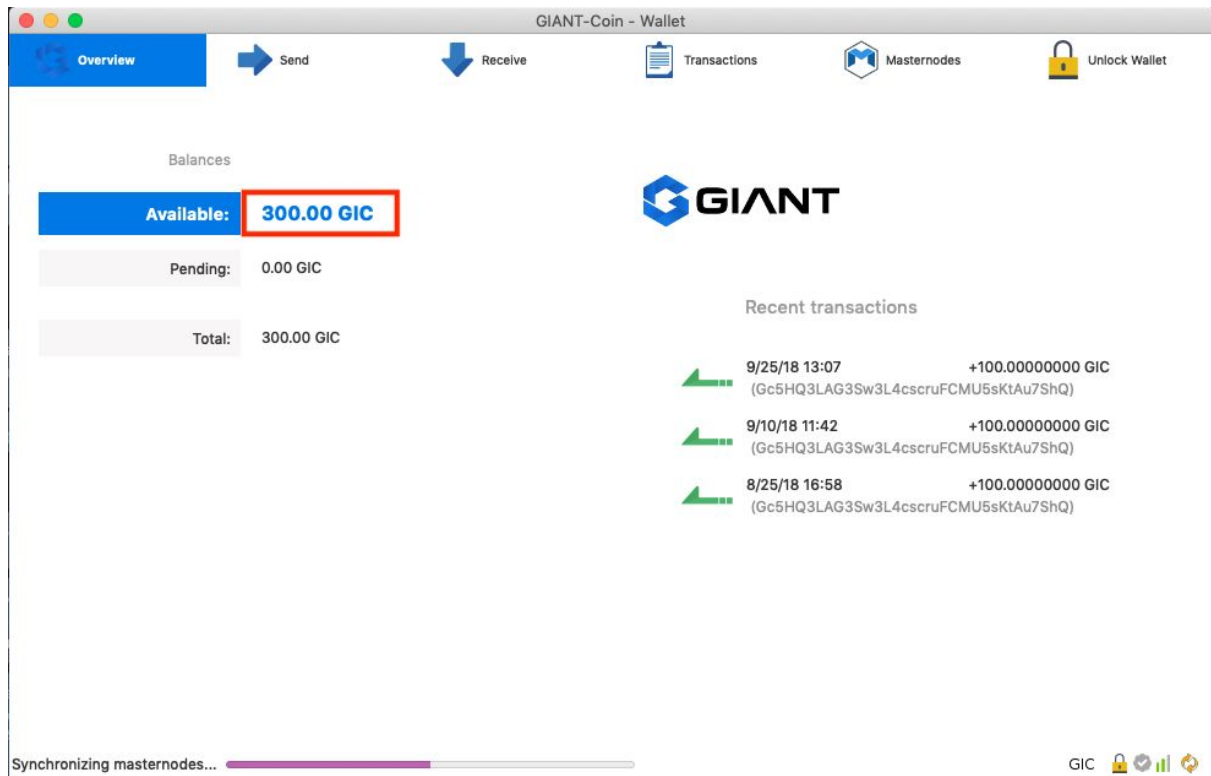 GIANT-Coin - Wallet
Overview Send Receive Transactions Masternodes Unlock Wallet
Balances
Available: 300.00 GIC
Pending: 0.00 GIC
Total: 300.00 GIC
GIANT
Recent transactions
9/25/18 13:07 +100.00000000 GIC
(Gc5HQ3LAG3Sw3L4cscruFCMU5sKtAu7ShQ)
9/10/18 11:42 +100.00000000 GIC
(Gc5HQ3LAG3Sw3L4cscruFCMU5sKtAu7ShQ)
8/25/18 16:58 +100.00000000 GIC
(Gc5HQ3LAG3Sw3L4cscruFCMU5sKtAu7ShQ)
Synchronizing masternodes... GIC